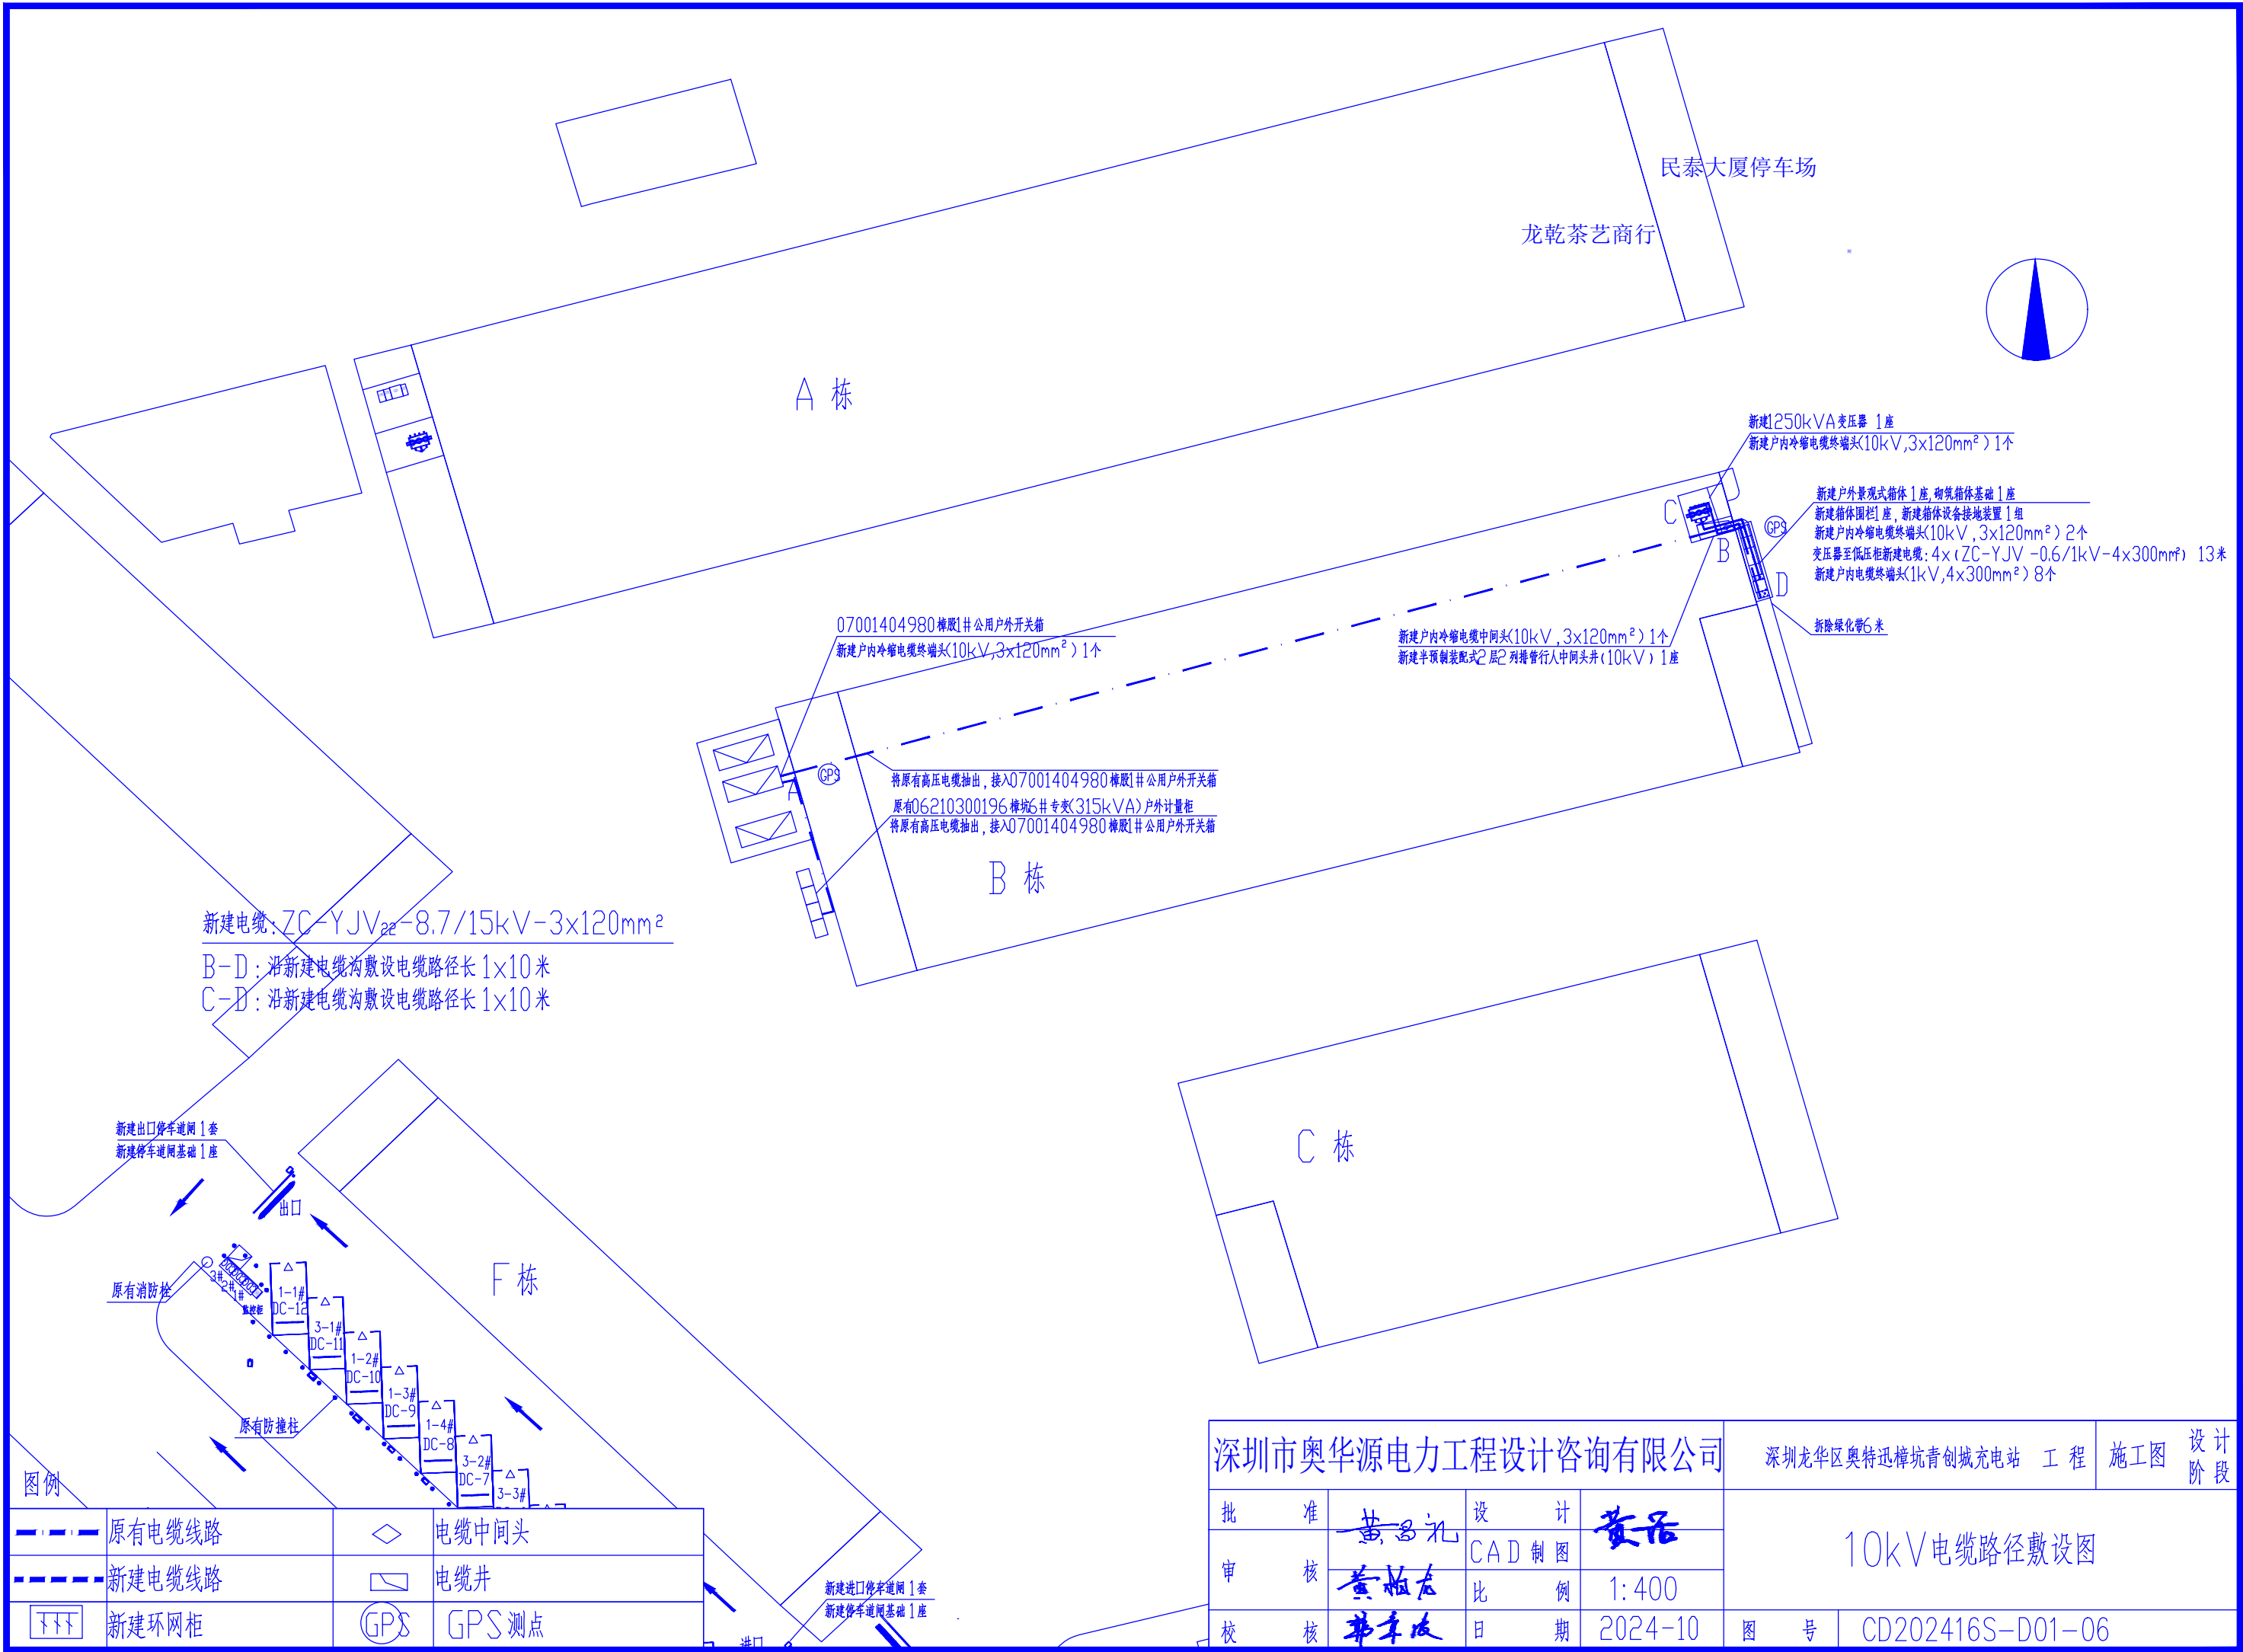 民泰大厦停车场
龙乾茶艺商行
A 栋
新建1250kVA变压器 1座
新建户内冷缩电缆终端头(10kV,3x120mm²)1个
C
GPS
B
D
新建户外景观式箱体1座,砌筑箱体基础1座
新建箱体围栏1座,新建箱体设备接地装置1组
新建户内冷缩电缆终端头(10kV,3x120mm²)2个
变压器至低压柜新建电缆:4x(ZC-YJV -0.6/1kV-4x300mm²) 13米
新建户内电缆终端头(1kV,4x300mm²)8个
拆除绿化带6米
07001404980樟殷1#公用户外开关箱
新建户内冷缩电缆终端头(10kV,3x120mm²)1个
新建户内冷缩电缆中间头(10kV,3x120mm²)1个
新建半预制装配式2层2列排管行人中间头井(10kV)1座
GPS
A
将原有高压电缆抽出,接入07001404980樟殷1#公用户外开关箱
原有06210300196樟坑6#专变(315kVA)户外计量柜
将原有高压电缆抽出,接入07001404980樟殷1#公用户外开关箱
B 栋
新建电缆:ZC-YJV22-8.7/15kV-3x120mm²
B-D:沿新建电缆沟敷设电缆路径长1x10米
C-D:沿新建电缆沟敷设电缆路径长1x10米
C 栋
新建出口停车道闸1套
新建停车道闸基础1座
出口
F 栋
原有消防栓
3#
2#
1#
监控柜
1-1#
DC-12
3-1#
DC-11
1-2#
DC-10
1-3#
DC-9
1-4#
DC-8
3-2#
DC-7
3-3#
原有防撞柱
新建进口停车道闸1套
新建停车道闸基础1座
进口
图例
原有电缆线路
电缆中间头
新建电缆线路
电缆井
新建环网柜
GPS
GPS测点
深圳市奥华源电力工程设计咨询有限公司
深圳龙华区奥特迅樟坑青创城充电站 工 程
施工图
设 计
阶 段
批 准
黄昌礼
设 计
CAD制图
审 核
比 例
1:400
10kV电缆路径敷设图
校 核
日 期
2024-10
图 号
CD202416S-D01-06